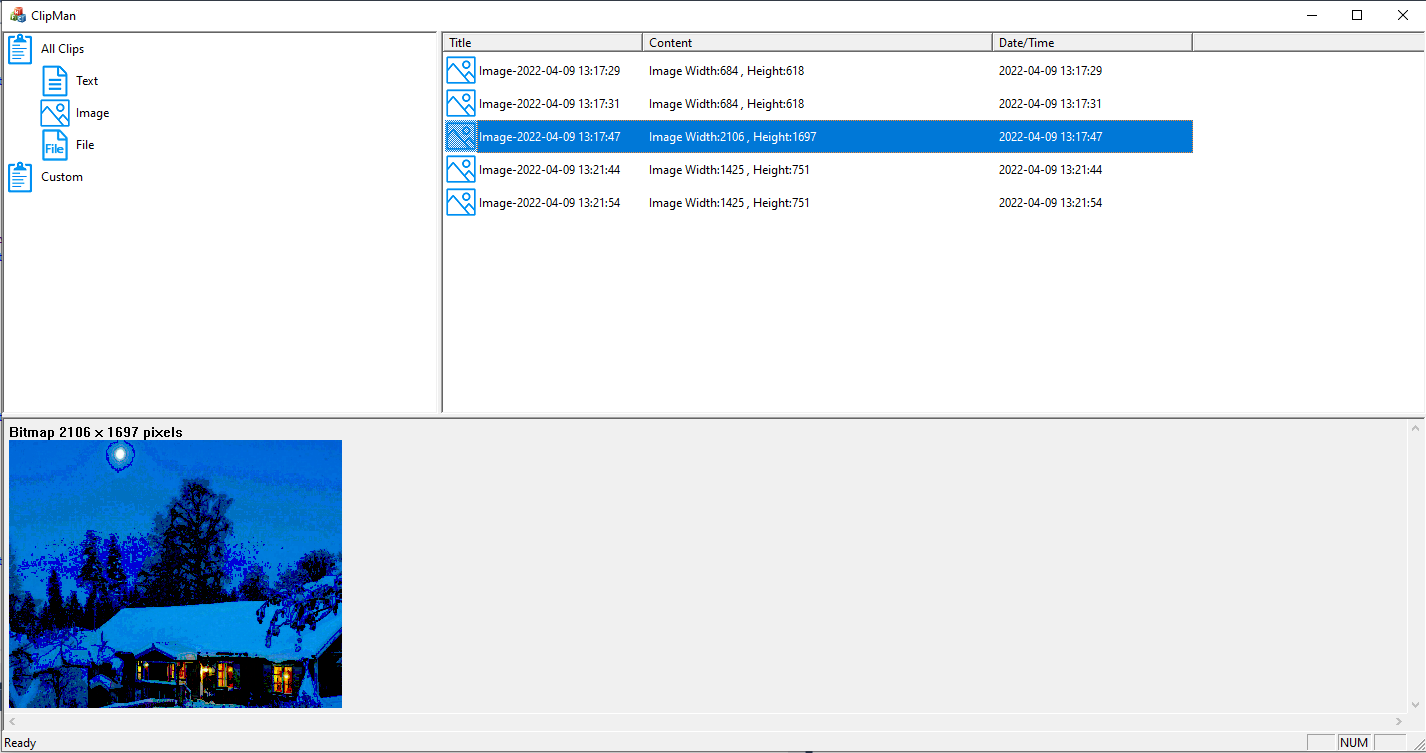 ClipMan
All Clips
Text
Image
File
File
Custom
Title Content Date/Time
Image-2022-04-09 13:17:29 Image Width:684 , Height:618 2022-04-09 13:17:29
Image-2022-04-09 13:17:31 Image Width:684 , Height:618 2022-04-09 13:17:31
Image-2022-04-09 13:17:47 Image Width:2106 , Height:1697 2022-04-09 13:17:47
Image-2022-04-09 13:21:44 Image Width:1425 , Height:751 2022-04-09 13:21:44
Image-2022-04-09 13:21:54 Image Width:1425 , Height:751 2022-04-09 13:21:54
Bitmap 2106 x 1697 pixels
Ready NUM